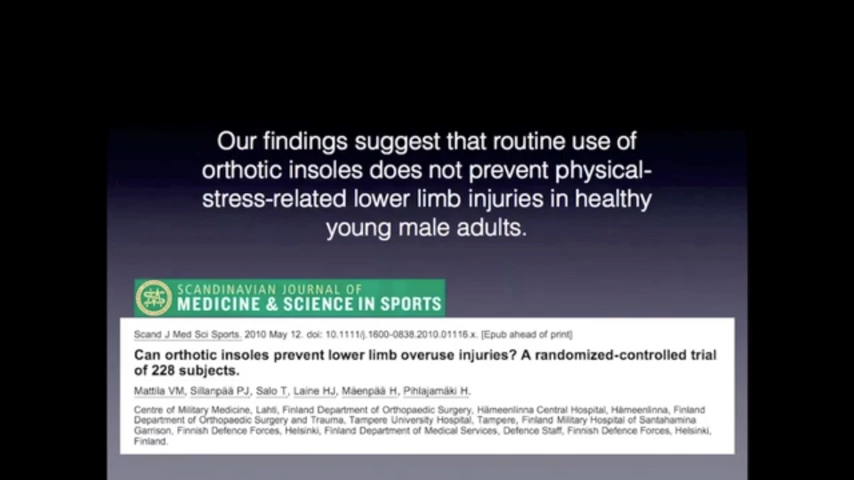 Our findings suggest that routine use of
orthotic insoles does not prevent physical-
stress-related lower limb injuries in healthy
young male adults.
SCANDINAVIAN JOURNAL OF
MEDICINE & SCIENCE IN SPORTS
Scand J Med Sci Sports. 2010 May 12. doi: 10.1111/j.1600-0838.2010.01116.x. [Epub ahead of print]
Can orthotic insoles prevent lower limb overuse injuries? A randomized-controlled trial
of 228 subjects.
Mattila VM, Sillanpää PJ, Salo T, Laine HJ, Mäenpää H, Pihlajamäki H.
Centre of Military Medicine, Lahti, Finland Department of Orthopaedic Surgery, Hämeenlinna Central Hospital, Hämeenlinna, Finland
Department of Orthopaedic Surgery and Trauma, Tampere University Hospital, Tampere, Finland Military Hospital of Santahamina
Garrison, Finnish Defence Forces, Helsinki, Finland Department of Medical Services, Defence Staff, Finnish Defence Forces, Helsinki,
Finland.